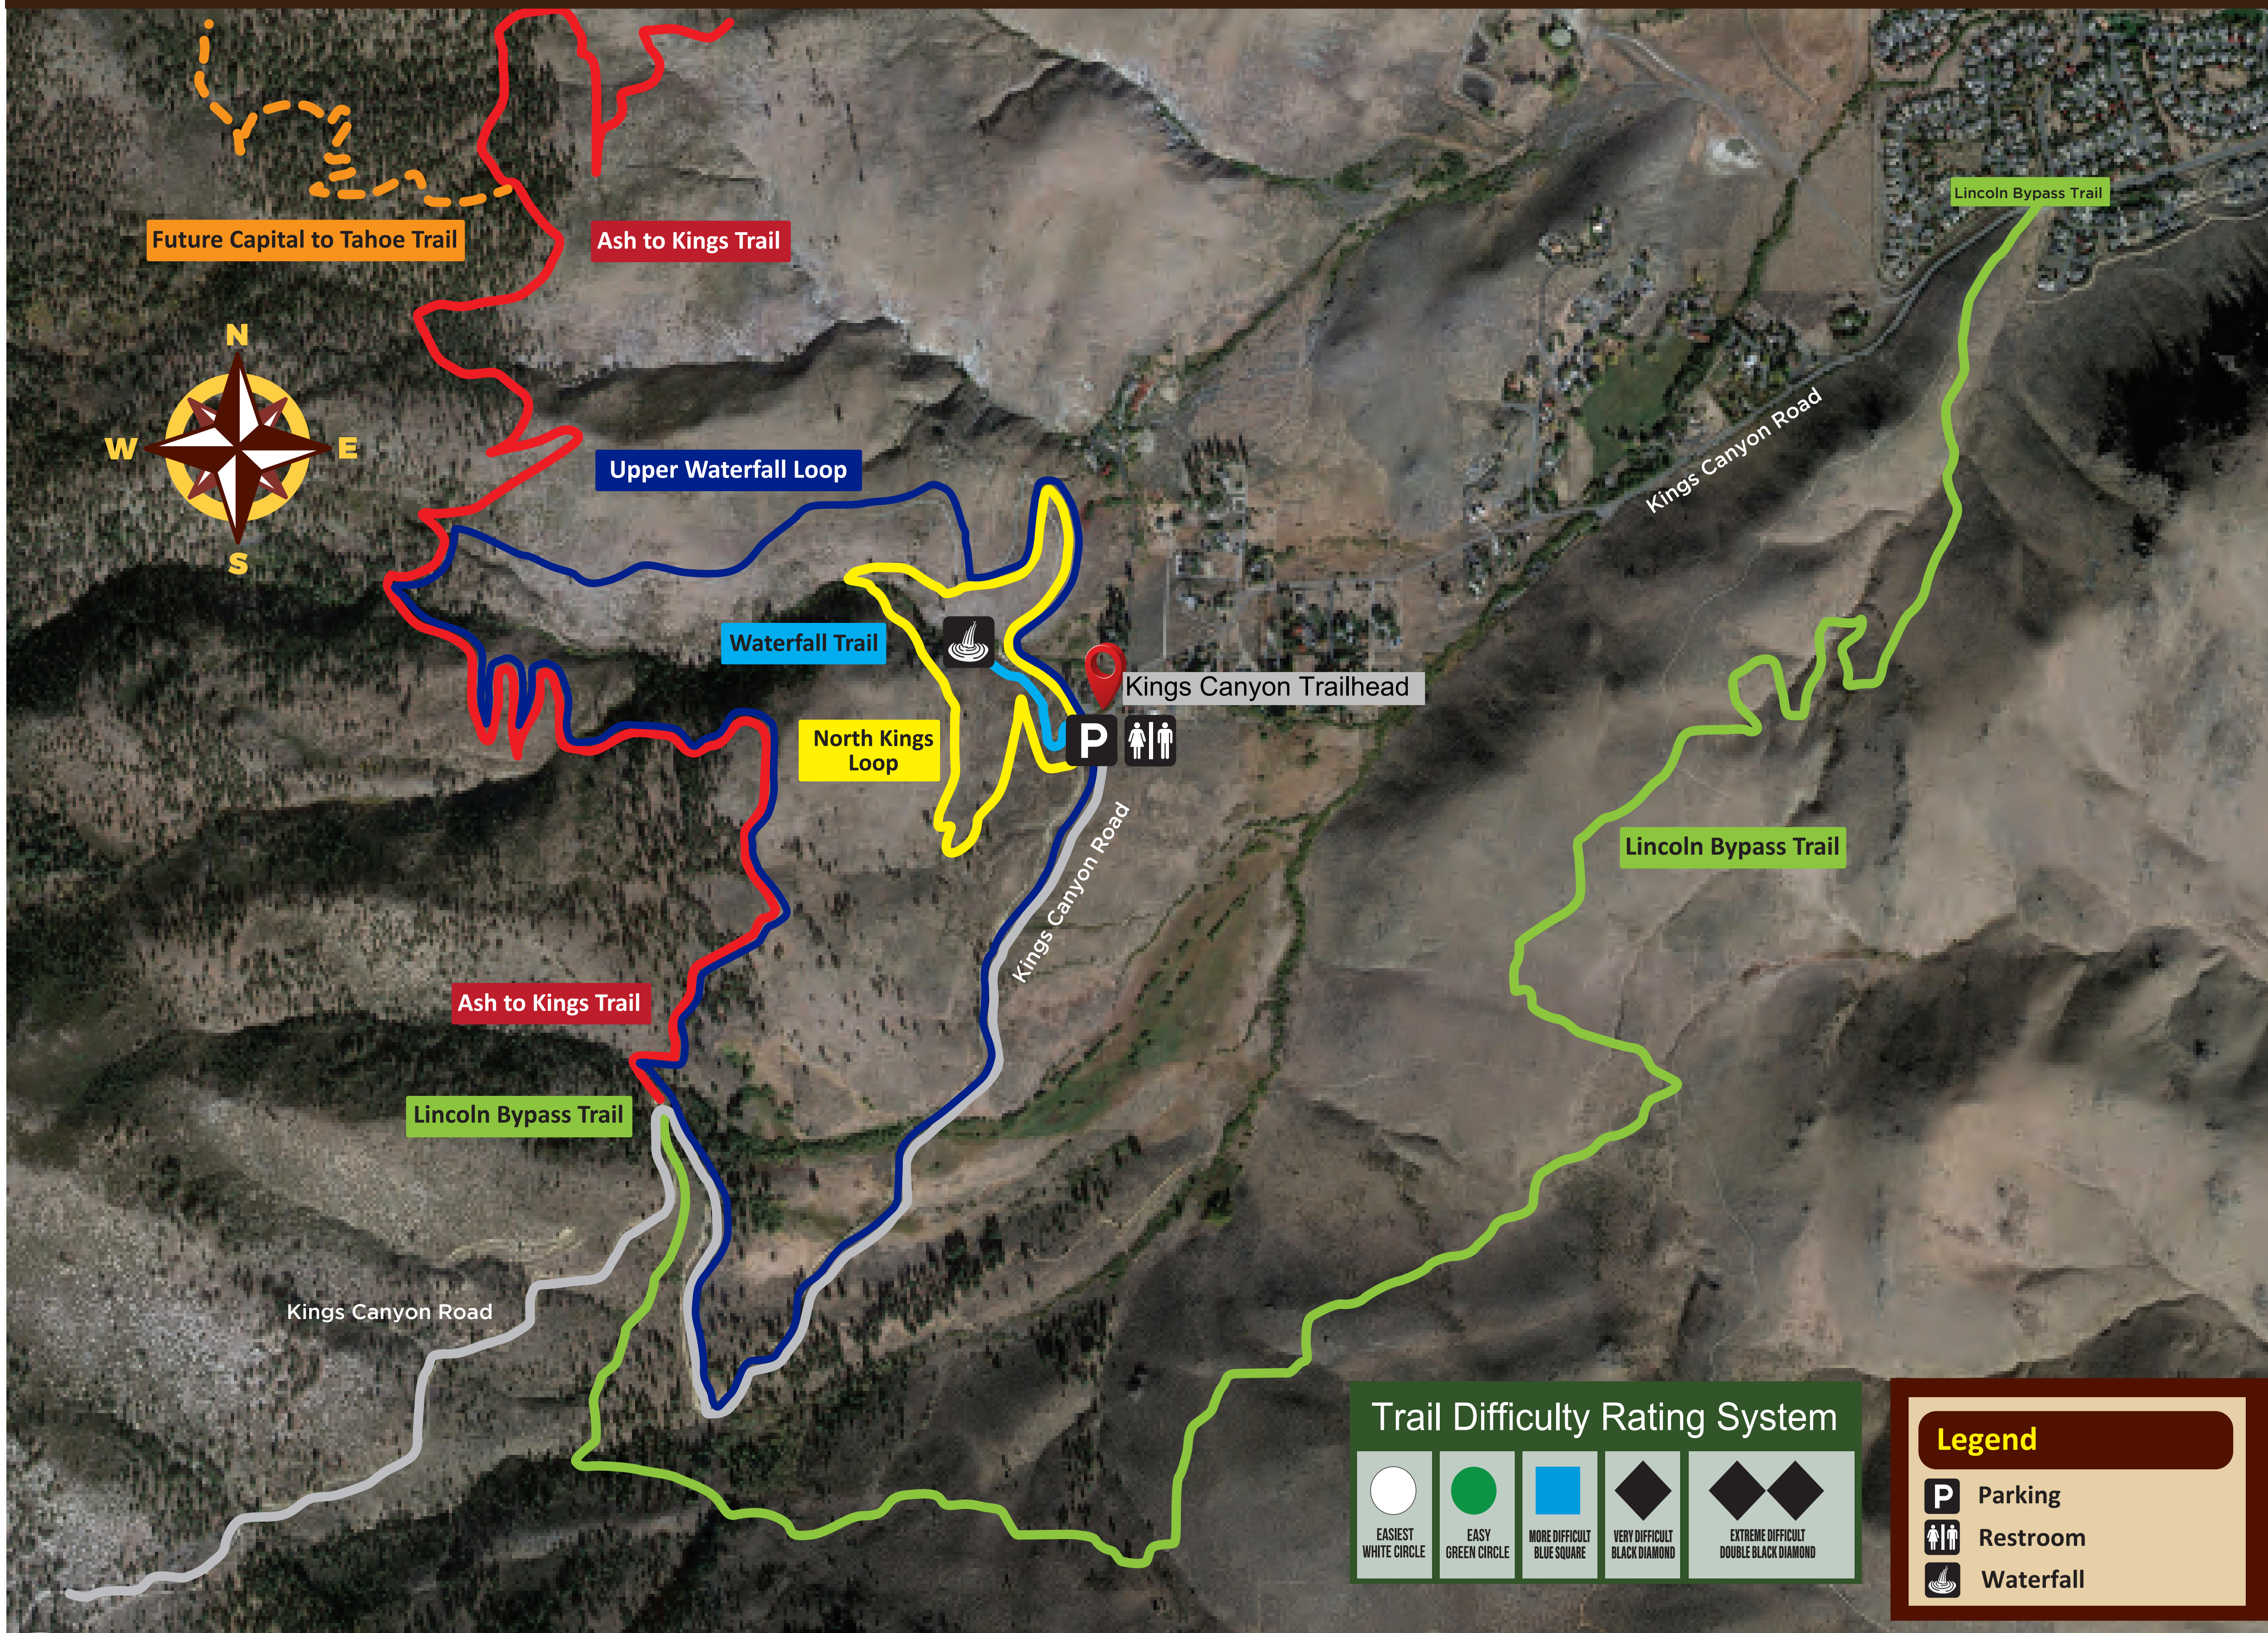 Lincoln Bypass Trail
Future Capital to Tahoe Trail
Ash to Kings Trail
N
W
E
S
Upper Waterfall Loop
Kings Canyon Road
Waterfall Trail
Kings Canyon Trailhead
North Kings
Loop
P
Kings Canyon Road
Lincoln Bypass Trail
Ash to Kings Trail
Lincoln Bypass Trail
Kings Canyon Road
Trail Difficulty Rating System
EASIEST
WHITE CIRCLE
EASY
GREEN CIRCLE
MORE DIFFICULT
BLUE SQUARE
VERY DIFFICULT
BLACK DIAMOND
EXTREME DIFFICULT
DOUBLE BLACK DIAMOND
Legend
P Parking
Restroom
Waterfall